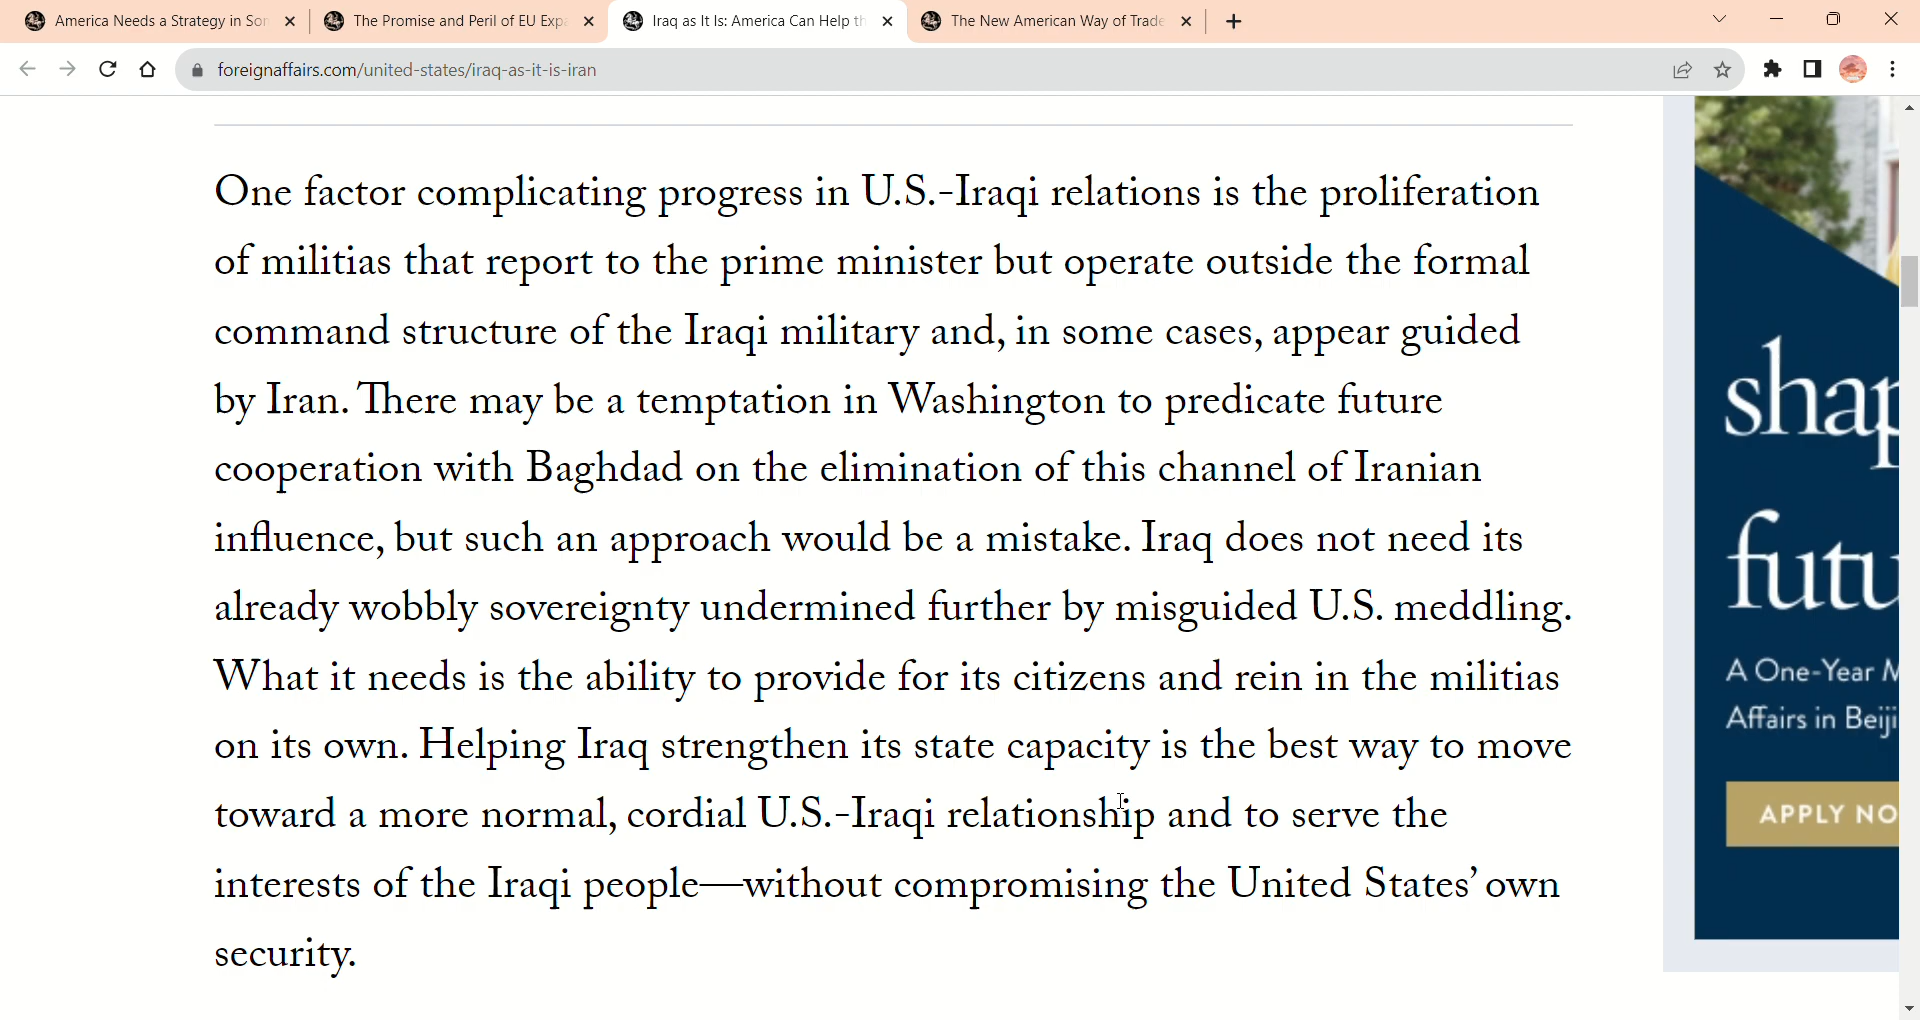 America Needs a Strategy in So
The Promise and Peril of EU Exp
Iraq as It Is: America Can Help th
The New American Way of Trade
foreignaffairs.com/united-states/iraq-as-it-is-iran
One factor complicating progress in U.S.-Iraqi relations is the proliferation
of militias that report to the prime minister but operate outside the formal
command structure of the Iraqi military and, in some cases, appear guided
by Iran. There may be a temptation in Washington to predicate future
cooperation with Baghdad on the elimination of this channel of Iranian
influence, but such an approach would be a mistake. Iraq does not need its
already wobbly sovereignty undermined further by misguided U.S. meddling.
What it needs is the ability to provide for its citizens and rein in the militias
on its own. Helping Iraq strengthen its state capacity is the best way to move
toward a more normal, cordial U.S.-Iraqi relationship and to serve the
interests of the Iraqi people—without compromising the United States’ own
security.
shap
futu
A One-Year M
Affairs in Beiji
APPLY NO